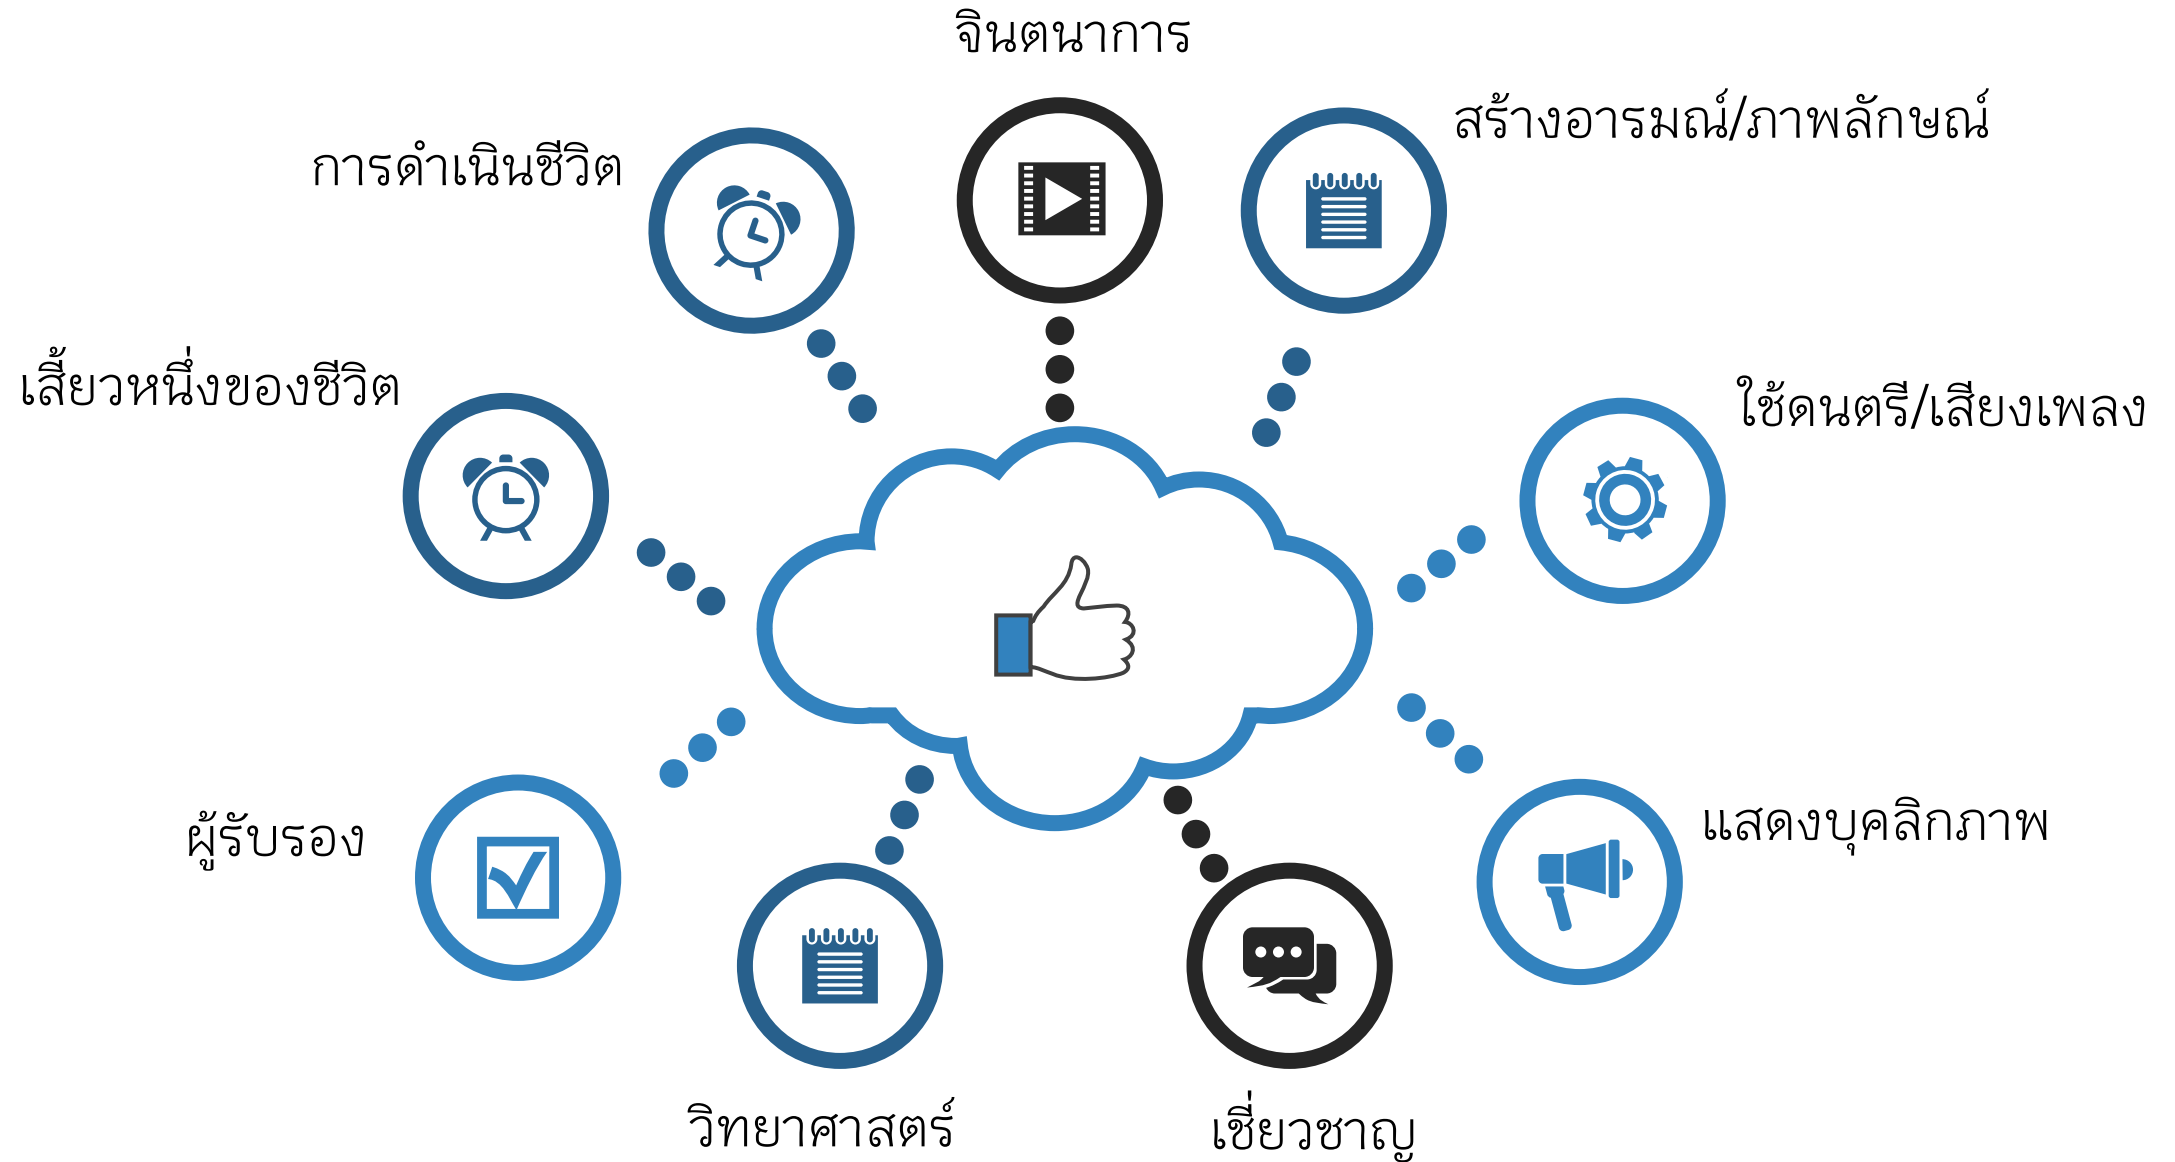 จินตนาการ
สร้างอารมณ์/ภาพลักษณ์
การดำเนินชีวิต
เสี้ยวหนึ่งของชีวิต
ใช้ดนตรี/เสียงเพลง
ผู้รับรอง
แสดงบุคลิกภาพ
วิทยาศาสตร์
เชี่ยวชาญ